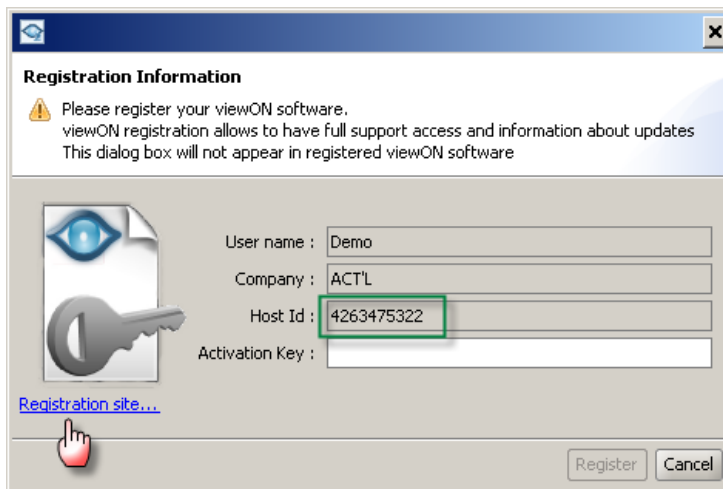 Registration Information
Please register your viewON software.
viewON registration allows to have full support access and information about updates
This dialog box will not appear in registered viewON software
User name : Demo
Company : ACT'L
Host Id : 4263475322
Activation Key :
Registration site...
Register Cancel